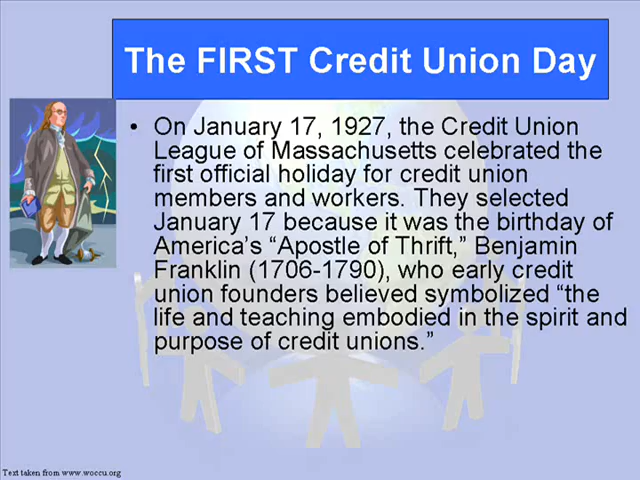 The FIRST Credit Union Day
• On January 17, 1927, the Credit Union
League of Massachusetts celebrated the
first official holiday for credit union
members and workers. They selected
January 17 because it was the birthday of
America's “Apostle of Thrift,” Benjamin
Franklin (1706-1790), who early credit
union founders believed symbolized “the
life and teaching embodied in the spirit and
purpose of credit unions.”
Text taken from www.woccu.org